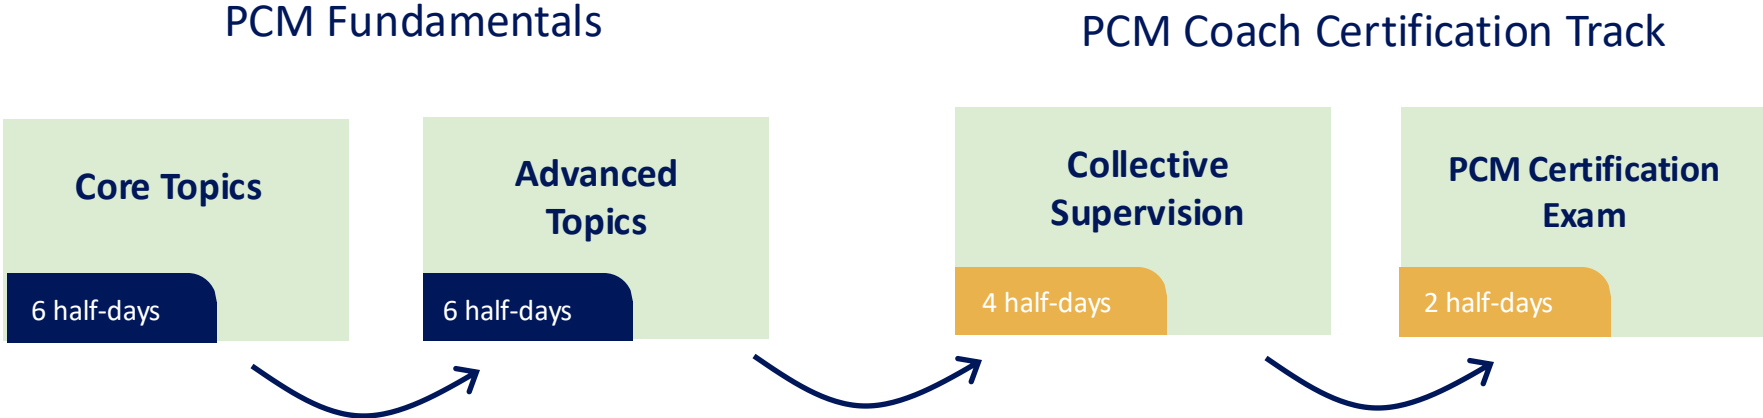 PCM Fundamentals
PCM Coach Certification Track
Core Topics
6 half-days
Advanced
Topics
6 half-days
Collective
Supervision
4 half-days
PCM Certification
Exam
2 half-days